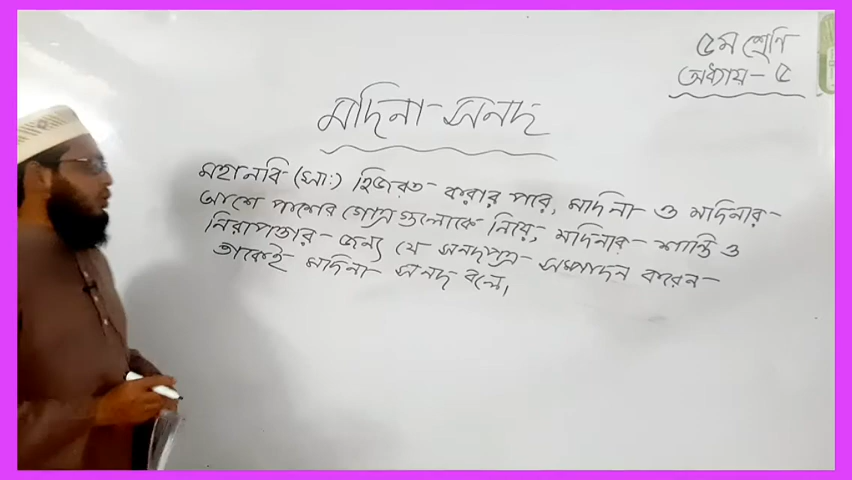 ৫ম শ্রেণি
অধ্যায় - ৫
মদিনা সনদ
মহানবি (সাঃ) হিজরত করার পরে, মদিনা ও মদিনার
আশে পাশের গোত্রগুলোকে নিয়ে, মদিনার শান্তি ও
নিরাপত্তার জন্য যে সনদপত্র সম্পাদন করেন
তাকেই মদিনা সনদ বলে।